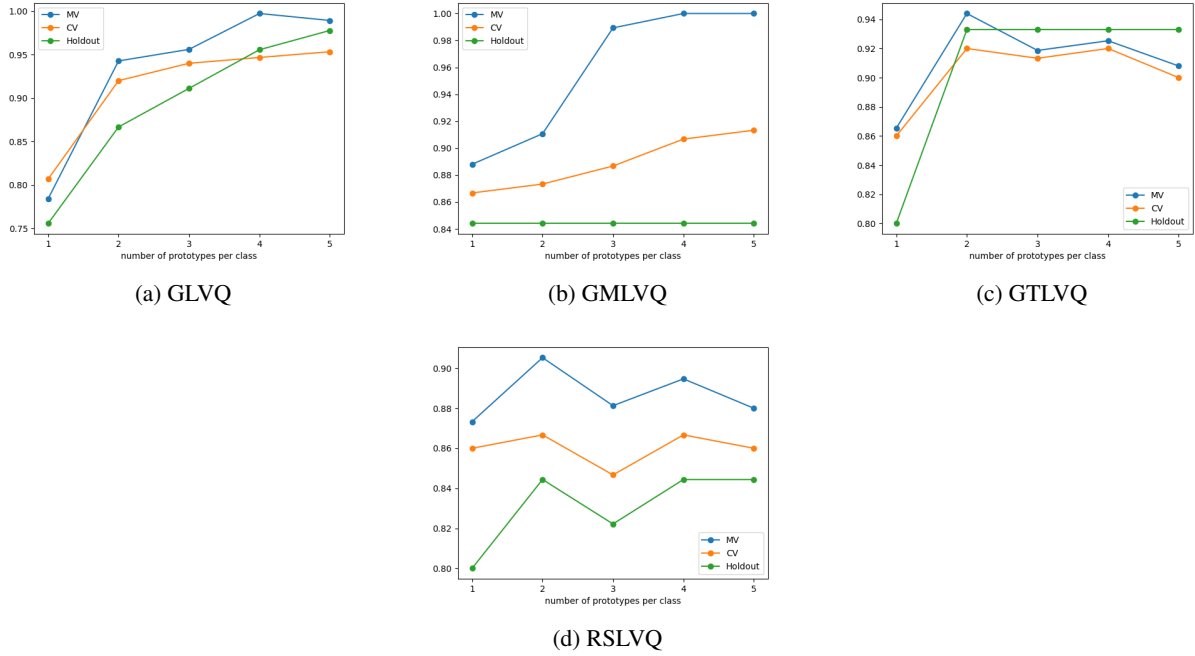 1.00
0.95
0.90
0.85
0.80
0.75
MV
CV
Holdout
1 2 3 4 5
number of prototypes per class
(a) GLVQ
1.00
0.98
0.96
0.94
0.92
0.90
0.88
0.86
0.84
MV
CV
Holdout
1 2 3 4 5
number of prototypes per class
(b) GMLVQ
0.94
0.92
0.90
0.88
0.86
0.84
0.82
0.80
MV
CV
Holdout
1 2 3 4 5
number of prototypes per class
(c) GTLVQ
0.90
0.88
0.86
0.84
0.82
0.80
MV
CV
Holdout
1 2 3 4 5
number of prototypes per class
(d) RSLVQ